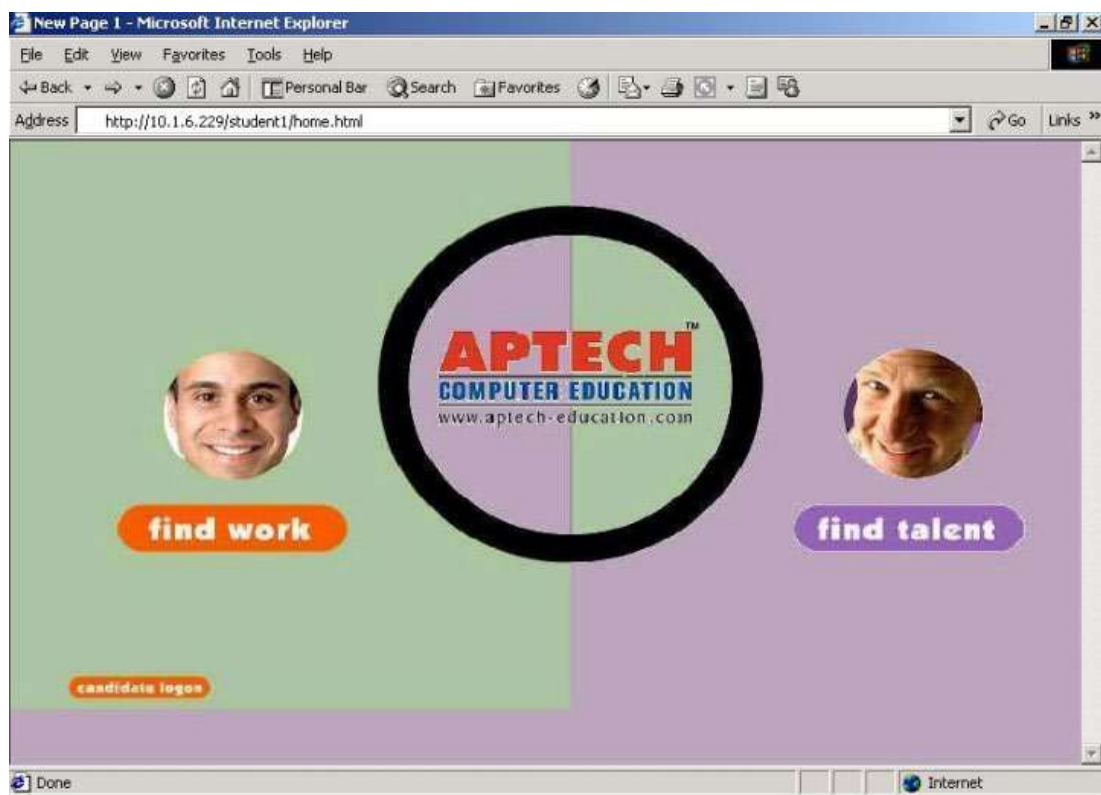 New Page 1 - Microsoft Internet Explorer
File Edit View Favorites Tools Help
Back Personal Bar Search Favorites
Address http://10.1.6.229/student1/home.html Go Links »
APTECH™
COMPUTER EDUCATION
www.aptech-education.com
find work
find talent
candidate logon
Done Internet